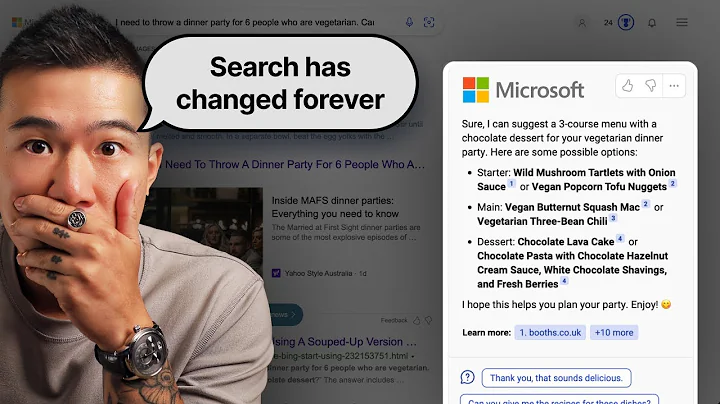 Microsoft
I need to throw a dinner party for 6 people who are vegetarian. Can
24
Search has
changed forever
Need To Throw A Dinner Party For 6 People Who A...
Inside MAFS dinner parties:
Everything you need to know
The Married at First Sight dinner parties are
some of the most explosive episodes of ...
Yahoo Style Australia · 1d
news
Feedback
Using A Souped-Up Version ...
e-bing-start-using-232153751.html
dinner party for 6 people who are vegetarian.
The answer includes ...
Microsoft
Sure, I can suggest a 3-course menu with a
chocolate dessert for your vegetarian dinner
party. Here are some possible options:
• Starter: Wild Mushroom Tartlets with Onion
Sauce 1 or Vegan Popcorn Tofu Nuggets 2
• Main: Vegan Butternut Squash Mac 2 or
Vegetarian Three-Bean Chili 3
• Dessert: Chocolate Lava Cake 4 or
Chocolate Pasta with Chocolate Hazelnut
Cream Sauce, White Chocolate Shavings,
and Fresh Berries 4
I hope this helps you plan your party. Enjoy! 😋
Learn more: 1. booths.co.uk +10 more
Thank you, that sounds delicious.
Can you give me the recipes for these dishes?